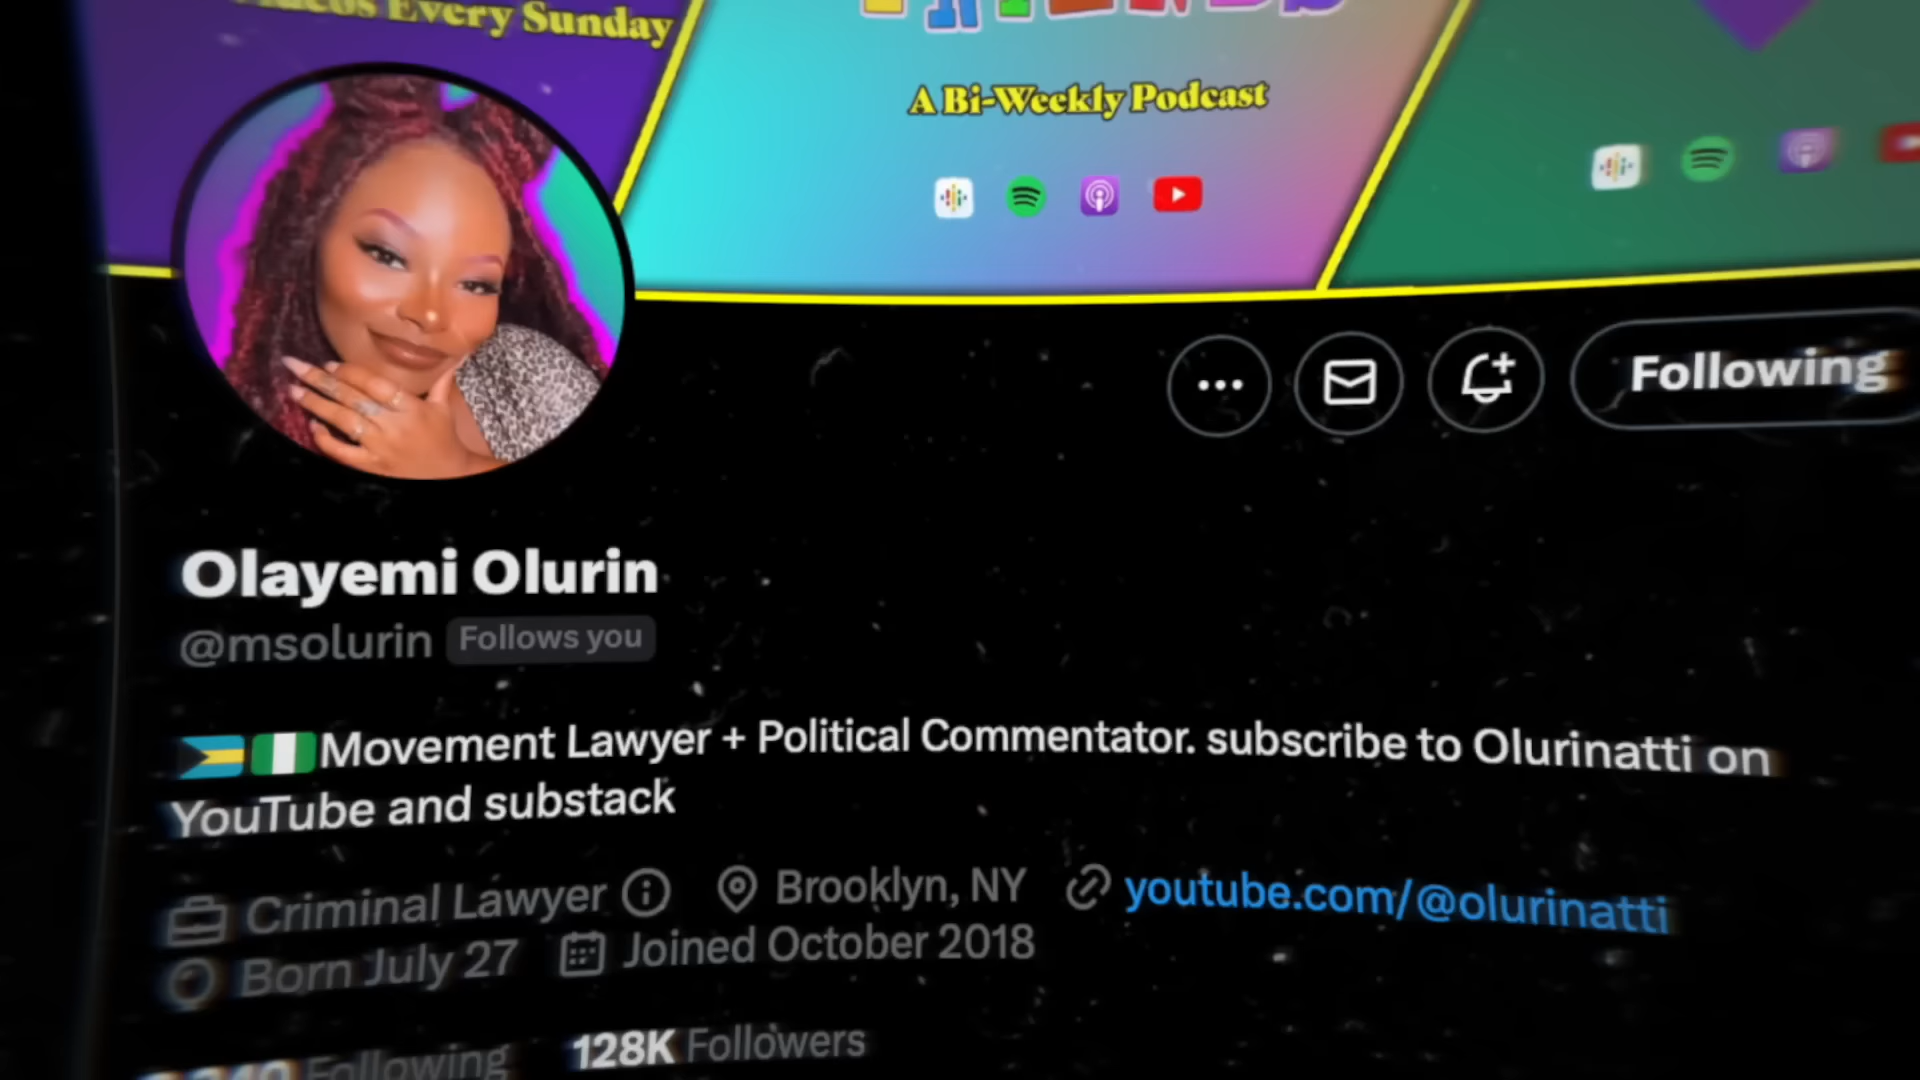 Every Sunday
A Bi-Weekly Podcast
Following
Olayemi Olurin
@msolurin Follows you
Movement Lawyer + Political Commentator. subscribe to Olurinatti on
YouTube and substack
Criminal Lawyer Brooklyn, NY youtube.com/@olurinatti
Born July 27 Joined October 2018
Following 128K Followers